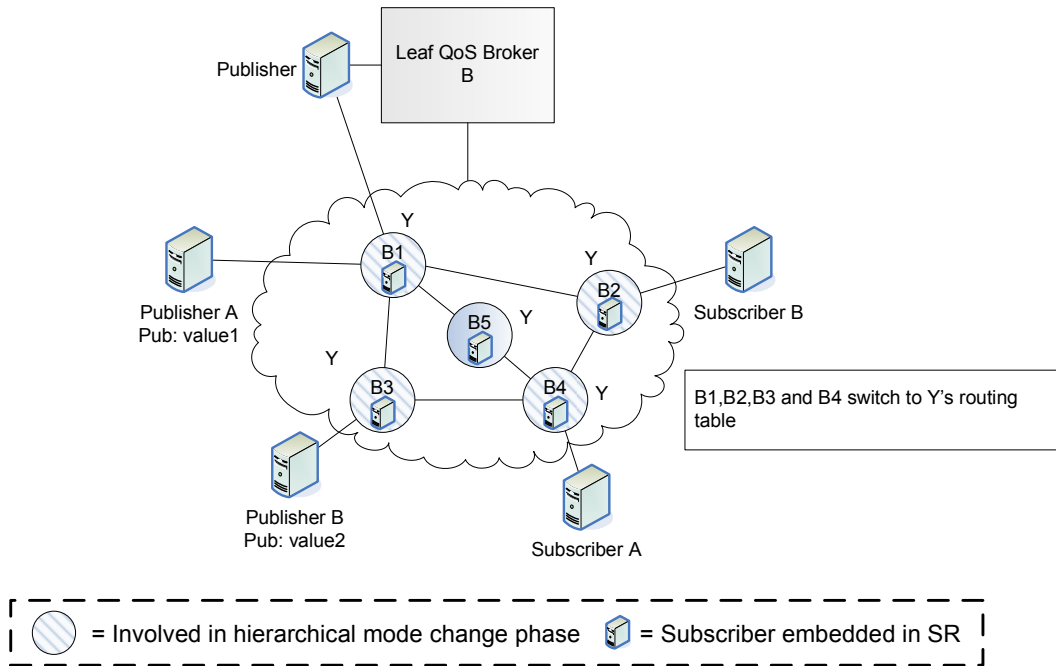 Leaf QoS Broker
B
Publisher
Y
B1
Y
B2
Publisher A
Pub: value1
Subscriber B
B5
Y
Y
B3
B4
Y
B1,B2,B3 and B4 switch to Y's routing
table
Publisher B
Pub: value2
Subscriber A
= Involved in hierarchical mode change phase
= Subscriber embedded in SR